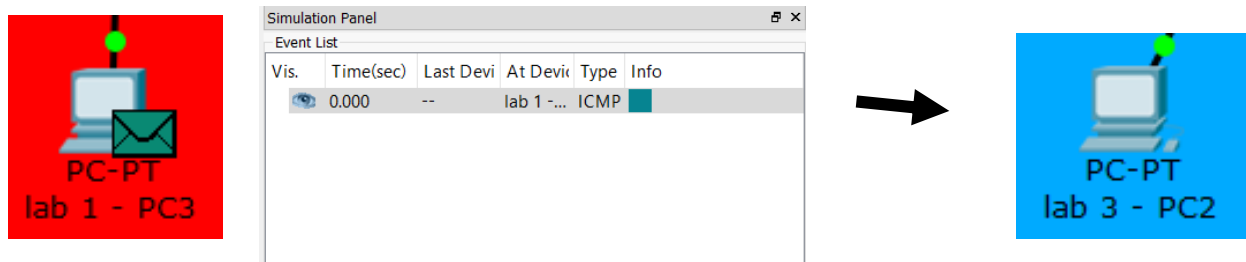 PC-PT
lab 1 - PC3
Simulation Panel
Event List
Vis. Time(sec) Last Devi At Devic Type Info
0.000 -- lab 1 -... ICMP
PC-PT
lab 3 - PC2